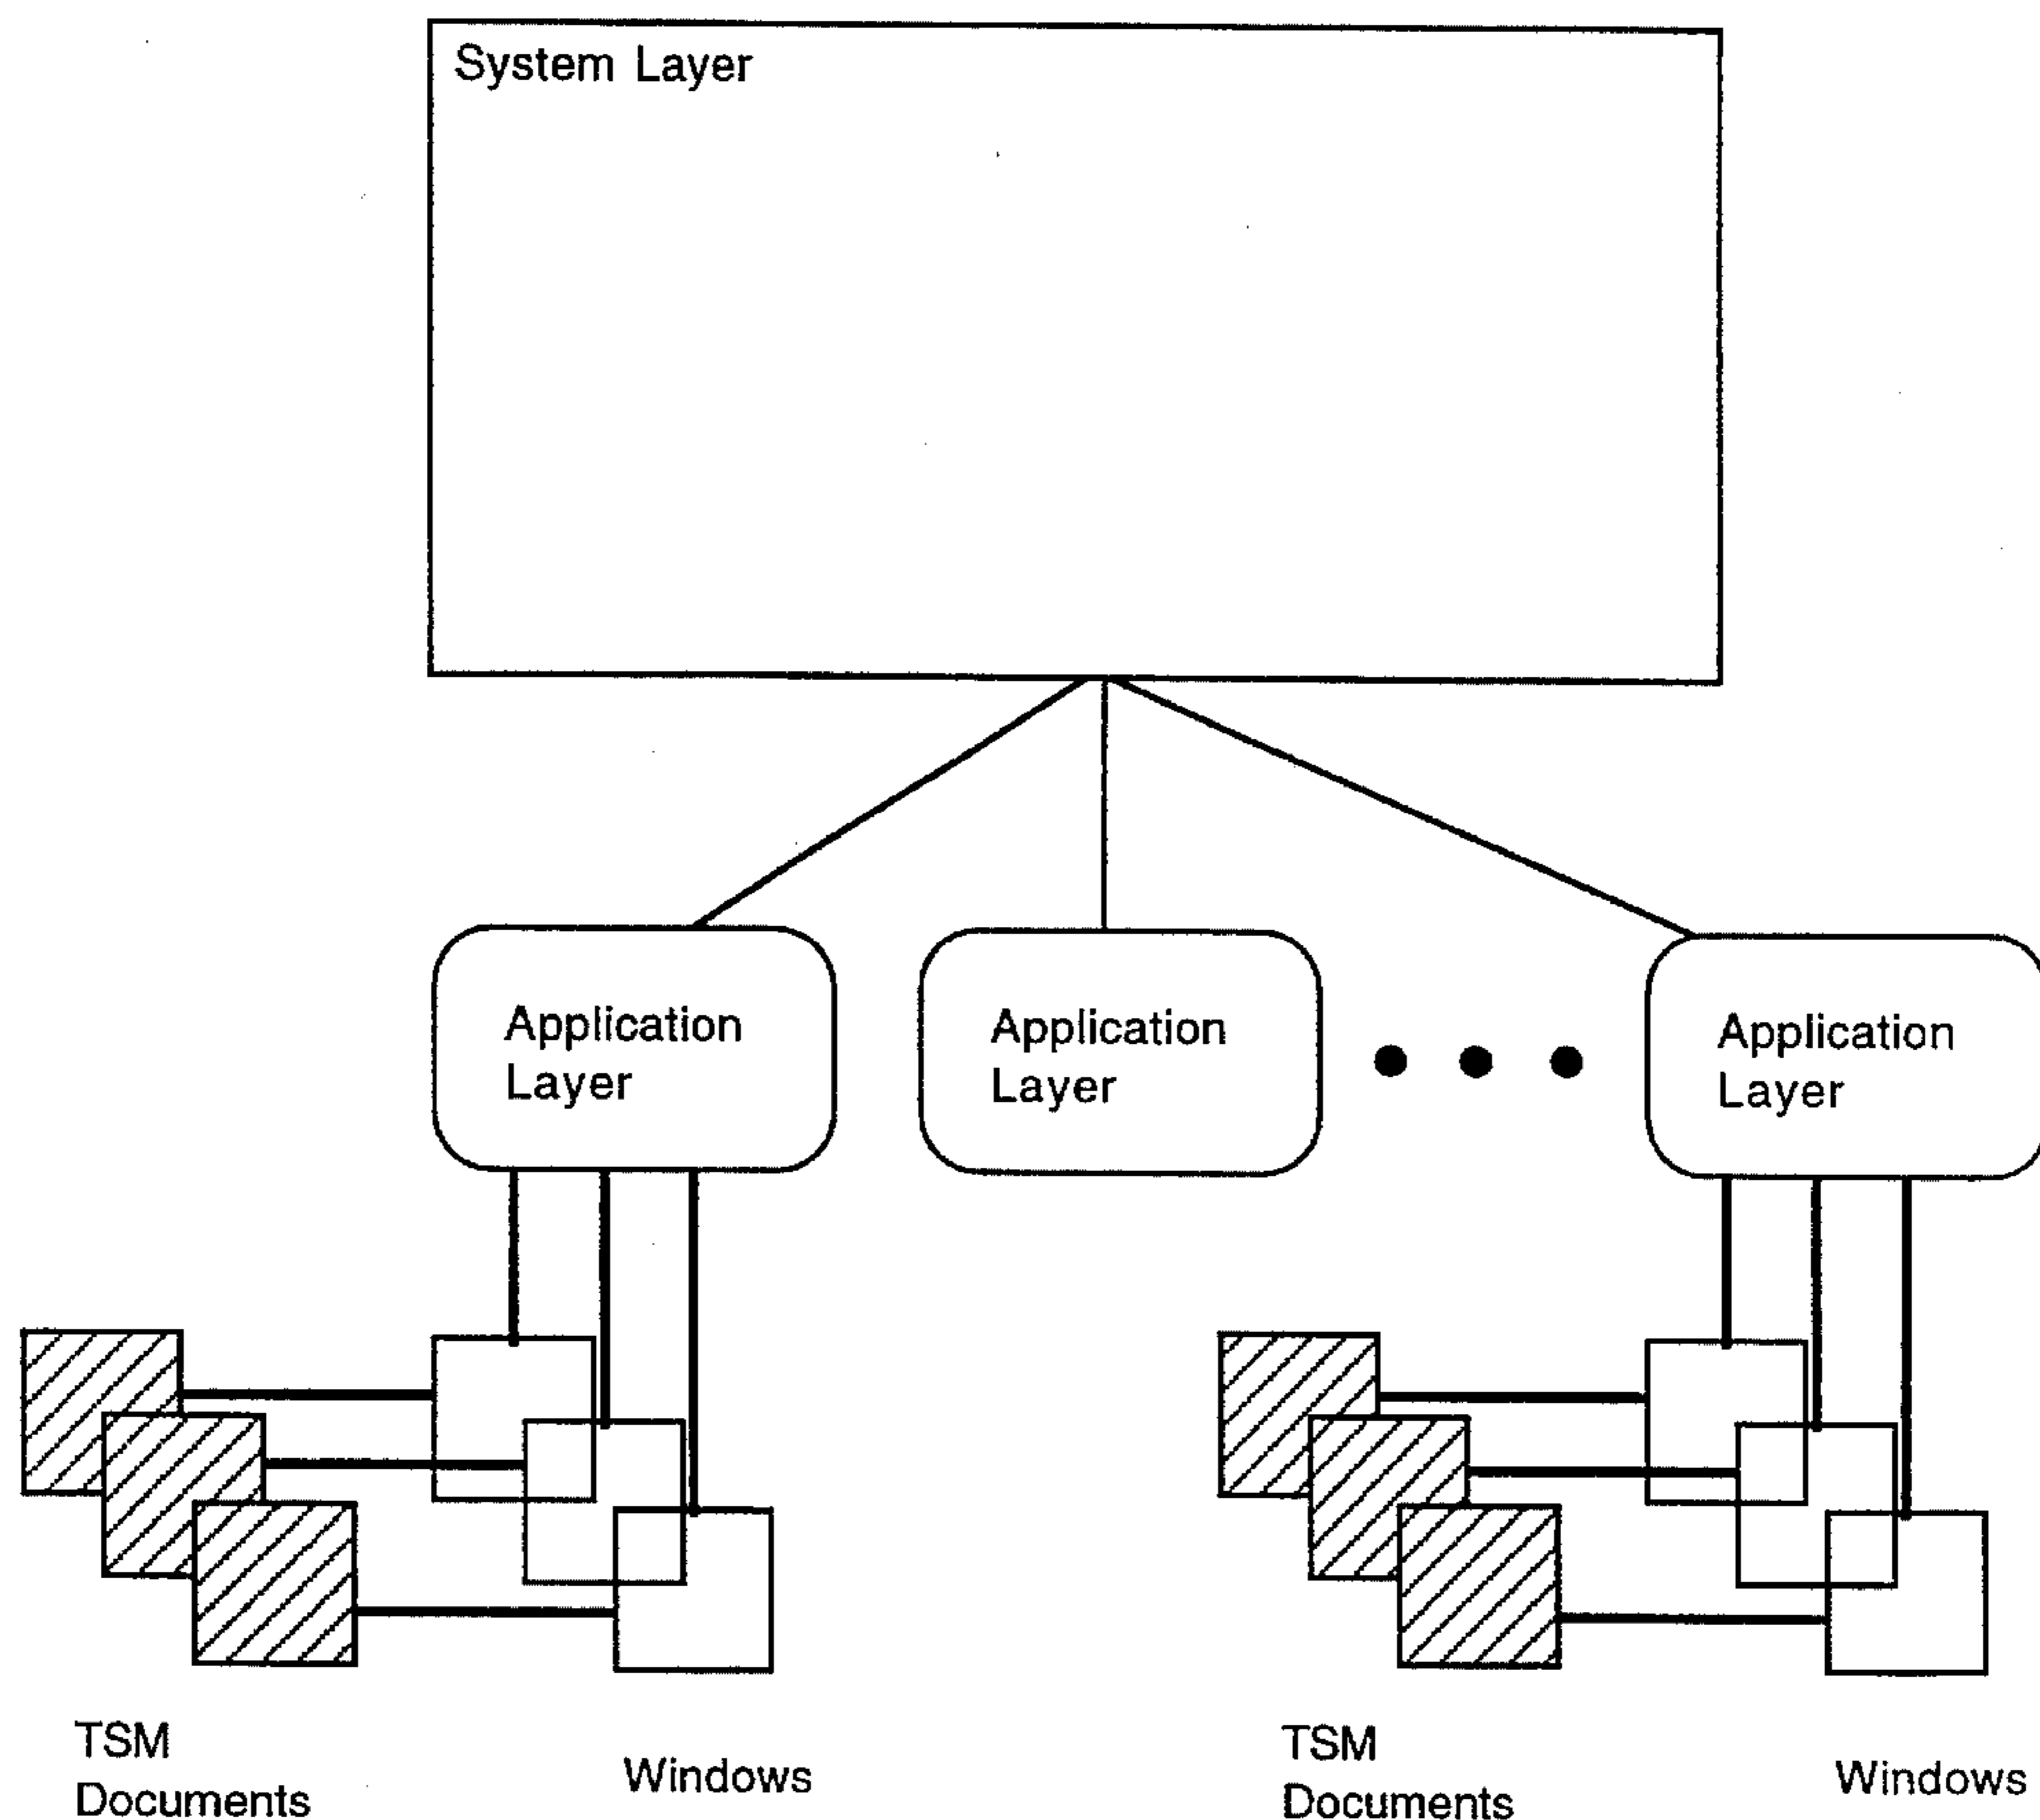 System Layer
Application
Layer
Application
Layer
Application
Layer
TSM
Documents
Windows
TSM
Documents
Windows